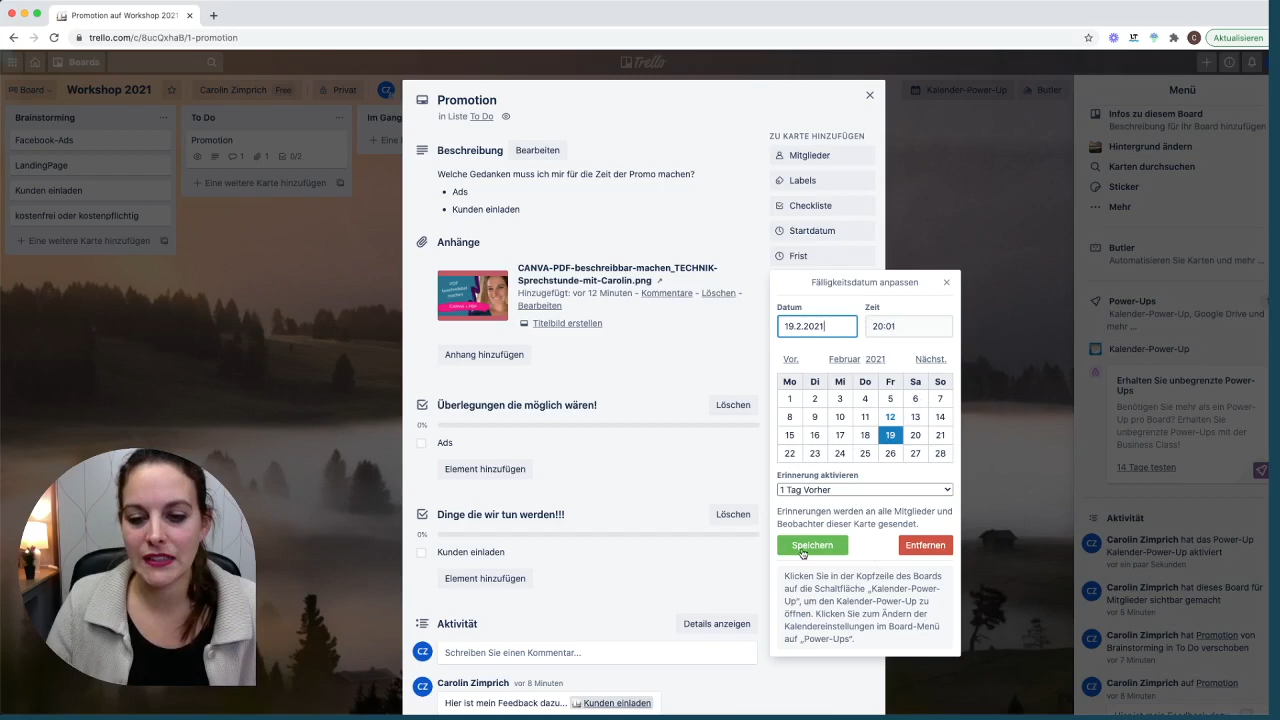 Promotion auf Workshop 2021
trello.com/c/8ucQxhaB/1-promotion
LT
C
Aktualisieren
Boards
Trello
Board
Workshop 2021
Carolin Zimprich
Free
Privat
CZ
Kalender-Power-Up
Butler
Brainstorming
Facebook-Ads
LandingPage
Kunden einladen
kostenfrei oder kostenpflichtig
+ Eine weitere Karte hinzufügen
To Do
Promotion
1
1
0/2
+ Eine weitere Karte hinzufügen
Im Gang
Promotion
in Liste To Do
Beschreibung
Bearbeiten
Welche Gedanken muss ich mir für die Zeit der Promo machen?
• Ads
• Kunden einladen
Anhänge
PDF
beschreibbar
machen
CANVA-PDF-beschreibbar-machen_TECHNIK-
Sprechstunde-mit-Carolin.png ↗
Hinzugefügt: vor 12 Minuten - Kommentare - Löschen -
Bearbeiten
Titelbild erstellen
Anhang hinzufügen
Überlegungen die möglich wären!
Löschen
0%
Ads
Element hinzufügen
Dinge die wir tun werden!!!
Löschen
0%
Kunden einladen
Element hinzufügen
Aktivität
Details anzeigen
CZ
Schreiben Sie einen Kommentar...
CZ
Carolin Zimprich vor 8 Minuten
Hier ist mein Feedback dazu... Kunden einladen
ZU KARTE HINZUFÜGEN
Mitglieder
Labels
Checkliste
Startdatum
Frist
Fälligkeitsdatum anpassen
Datum
Zeit
19.2.2021
20:01
Vor.
Februar 2021
Nächst.
Mo Di Mi Do Fr Sa So
1 2 3 4 5 6 7
8 9 10 11 12 13 14
15 16 17 18 19 20 21
22 23 24 25 26 27 28
Erinnerung aktivieren
1 Tag Vorher
Erinnerungen werden an alle Mitglieder und
Beobachter dieser Karte gesendet.
Speichern
Entfernen
Klicken Sie in der Kopfzeile des Boards
auf die Schaltfläche „Kalender-Power-
Up“, um den Kalender-Power-Up zu
öffnen. Klicken Sie zum Ändern der
Kalendereinstellungen im Board-Menü
auf „Power-Ups“.
Menü
Infos zu diesem Board
Beschreibung für Ihr Board hinzufügen
Hintergrund ändern
Karten durchsuchen
Sticker
Mehr
Butler
Automatisieren Sie Karten und mehr ...
Power-Ups
Kalender-Power-Up, Google Drive und
mehr ...
Kalender-Power-Up
Erhalten Sie unbegrenzte Power-
Ups
Benötigen Sie mehr als ein Power-
Up pro Board? Erhalten Sie
unbegrenzte Power-Ups mit der
Business Class!
14 Tage testen
Aktivität
CZ
Carolin Zimprich hat das Power-Up
Kalender-Power-Up aktiviert
vor ein paar Sekunden
CZ
Carolin Zimprich hat dieses Board für
Mitglieder sichtbar gemacht
vor 5 Minuten
CZ
Carolin Zimprich hat Promotion von
Brainstorming in To Do verschoben
vor 7 Minuten
CZ
Carolin Zimprich auf Promotion
vor 8 Minuten